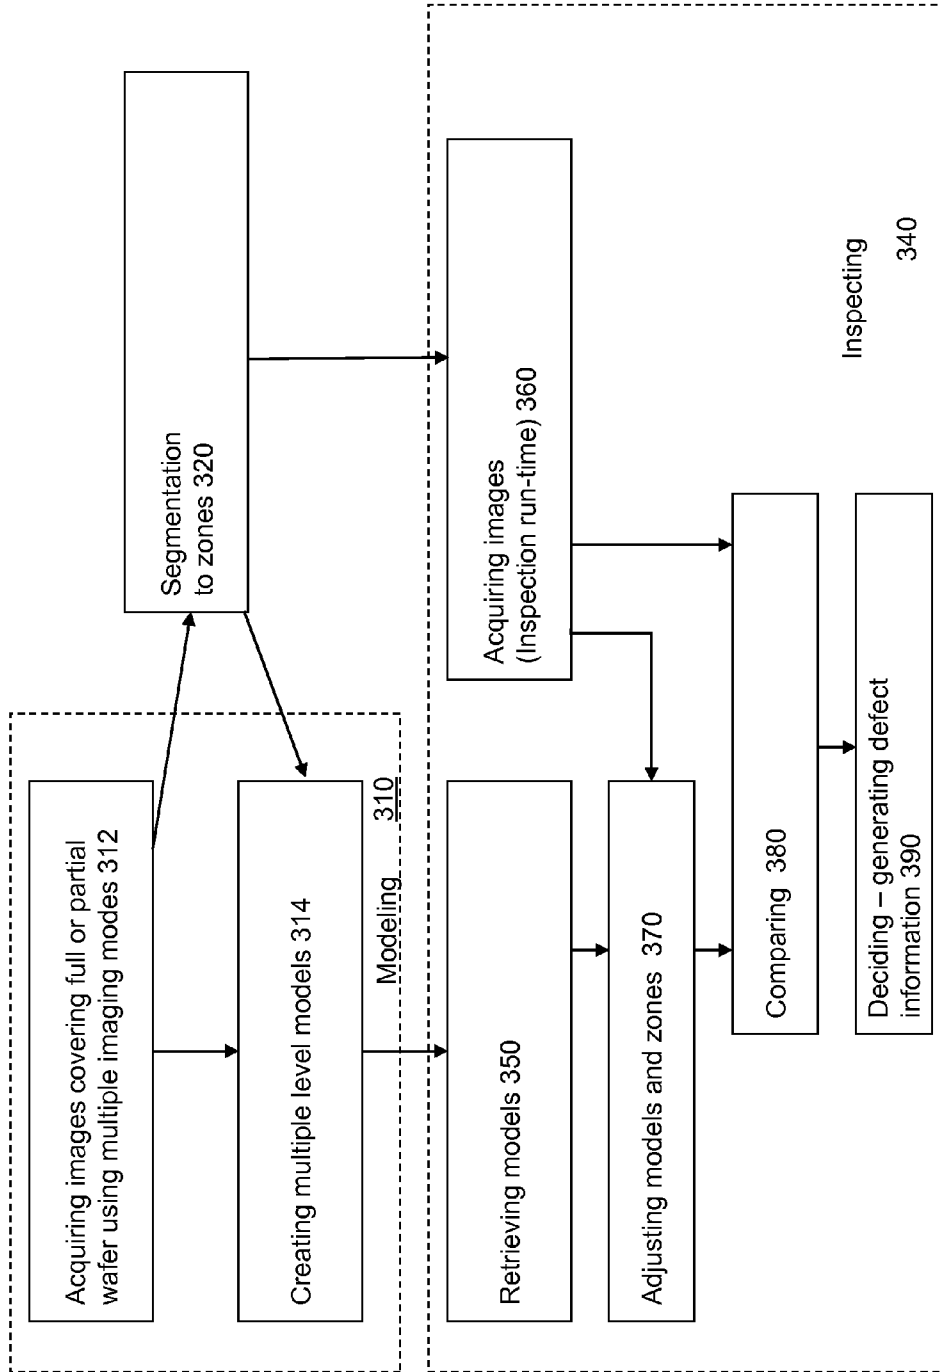 Acquiring images covering full or partial
wafer using multiple imaging modes 312
Segmentation
to zones 320
Creating multiple level models 314
Modeling
310
Retrieving models 350
Acquiring images
(Inspection run-time) 360
Adjusting models and zones 370
Comparing 380
Deciding – generating defect
information 390
Inspecting
340